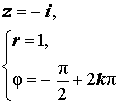 z = − i,
r = 1,
φ = − π/2 + 2kπ